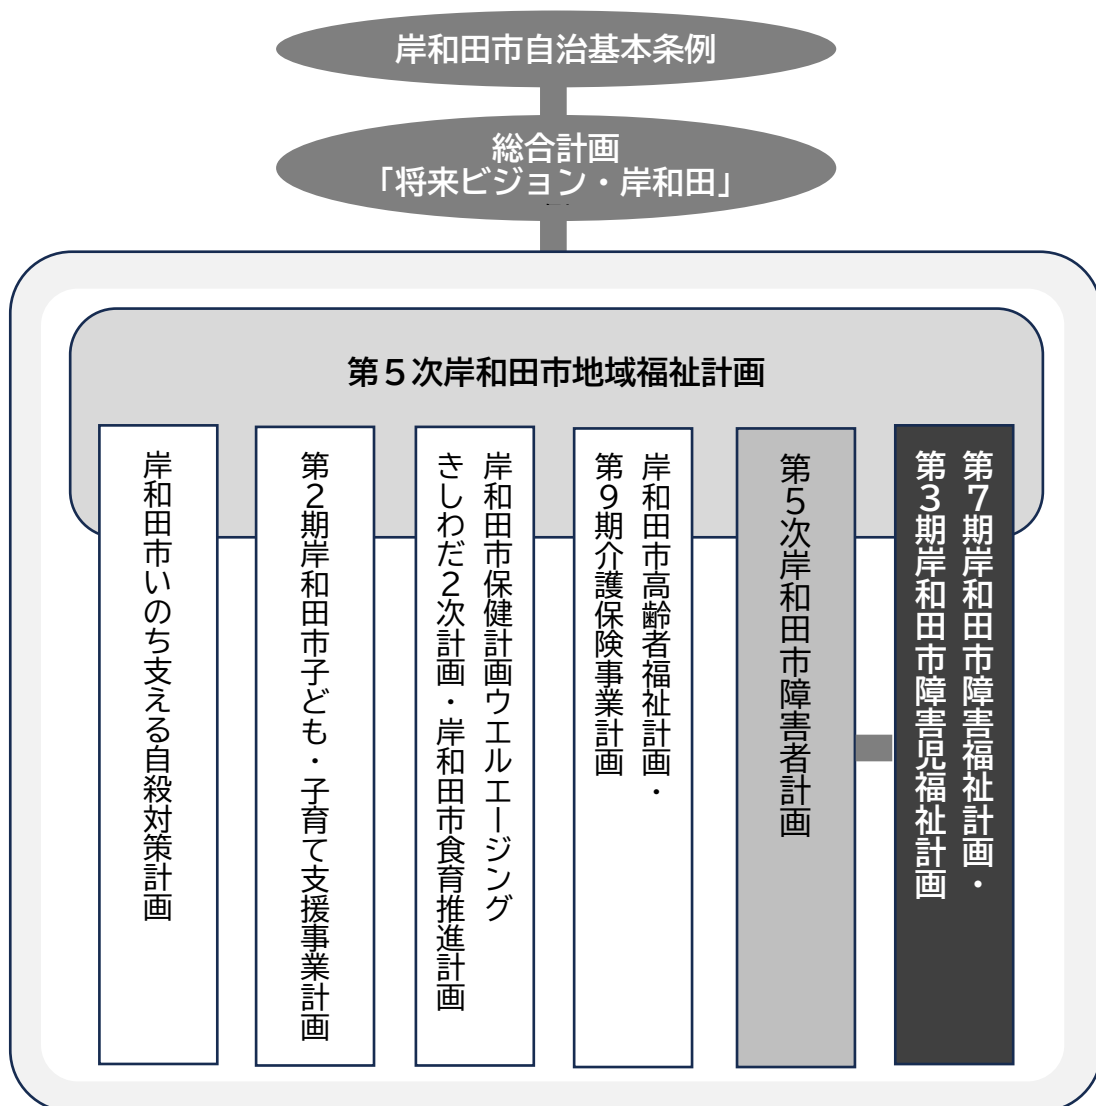 岸和田市自治基本条例
総合計画
「将来ビジョン・岸和田」
第５次岸和田市地域福祉計画
岸和田市いのち支える自殺対策計画
第２期岸和田市子ども・子育て支援事業計画
岸和田市保健計画ウエルエージング
きしわだ２次計画・岸和田市食育推進計画
岸和田市高齢者福祉計画・
第９期介護保険事業計画
第５次岸和田市障害者計画
第７期岸和田市障害福祉計画・
第３期岸和田市障害児福祉計画